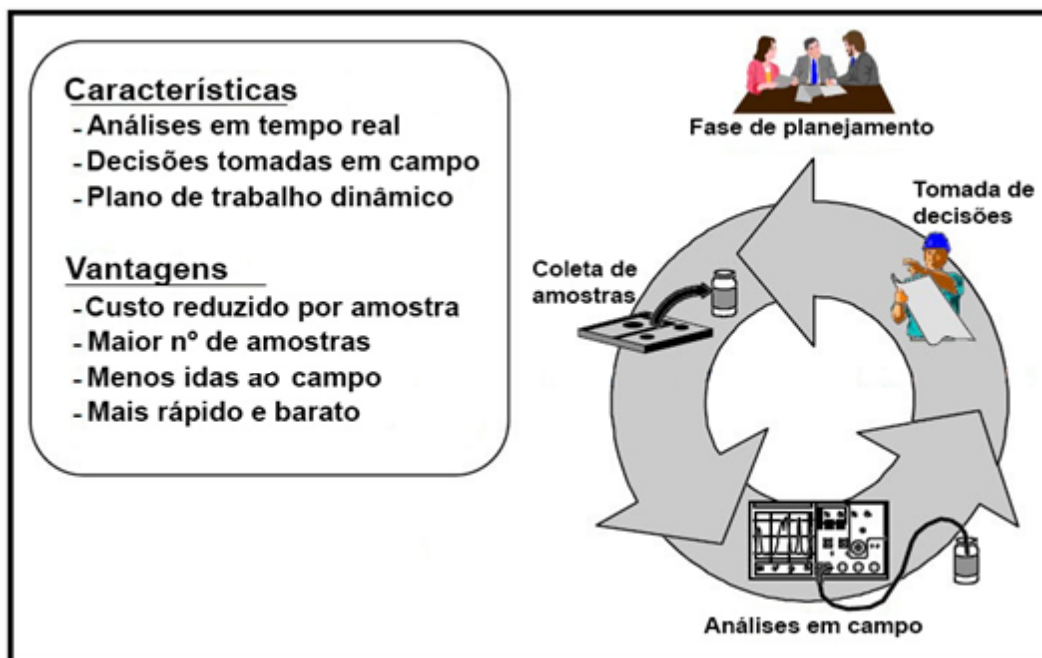 Características
- Análises em tempo real
- Decisões tomadas em campo
- Plano de trabalho dinâmico
Vantagens
- Custo reduzido por amostra
- Maior nº de amostras
- Menos idas ao campo
- Mais rápido e barato
Fase de planejamento
Tomada de
decisões
Coleta de
amostras
Análises em campo